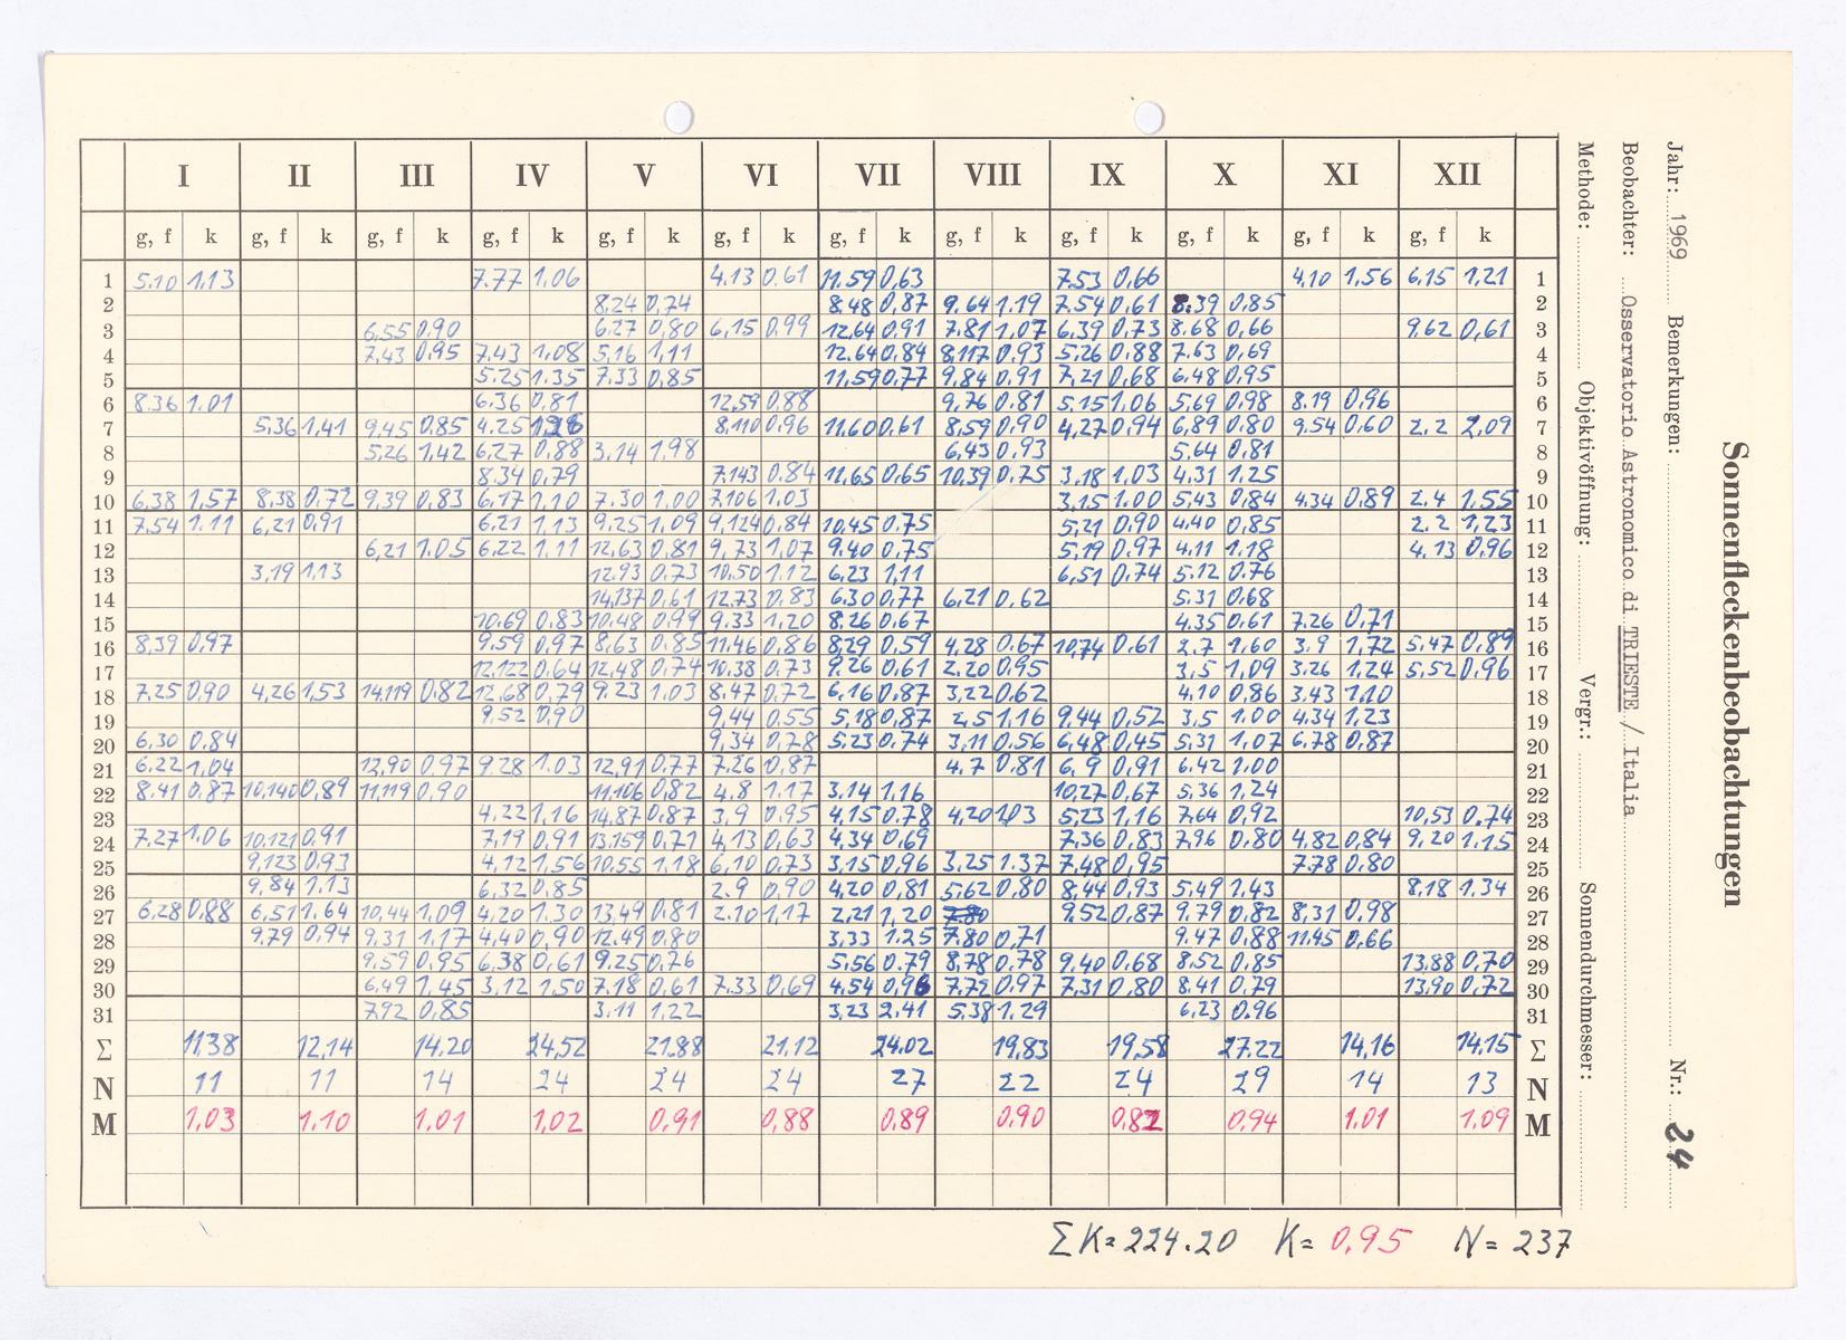 Sonnenfleckenbeobachtungen
Jahr: 1969 Bemerkungen: Nr.: 24
Beobachter: Osservatorio Astronomico di TRIESTE / Italia
Methode: Objektivöffnung: Vergr.: Sonnendurchmesser:
I II III IV V VI VII VIII IX X XI XII
g, f k g, f k g, f k g, f k g, f k g, f k g, f k g, f k g, f k g, f k g, f k g, f k
1 5.10 1.13 7.77 1.06 4.13 0.61 11.59 0,63 7.53 0,66 4,10 1,56 6,15 1,21 1
2 8,24 0,74 8.48 0,87 9.64 1.19 7.54 0,61 8.39 0,85 2
3 6,55 0.90 6.27 0,80 6,15 0.99 12,64 0.91 7.81 1,07 6,39 0,73 8.68 0,66 9,62 0,61 3
4 7,43 0.95 7.43 1,08 5,16 1,11 12.64 0,84 8,117 0.93 5,26 0.88 7.63 0,69 4
5 5.25 1.35 7.33 0,85 11,59 0,77 9,84 0,91 7,21 0,68 6,48 0,95 5
6 8.36 1.01 6.36 0,81 12,59 0,88 9,76 0.81 5.15 1.06 5,69 0,98 8.19 0,96 6
7 5,36 1,41 9,45 0,85 4.25 8,110 0,96 11,60 0,61 8,59 0,90 4,27 0,94 6,89 0,80 9,54 0,60 2,2 2,09 7
8 5,26 1,42 6,27 0,88 3,14 1,98 6,43 0,93 5,64 0,81 8
9 8.34 0,79 7.143 0.84 11,65 0,65 10,39 0,75 3.18 1,03 4,31 1,25 9
10 6,38 1,57 8,38 0,72 9,39 0,83 6,17 1,10 7.30 1.00 7,106 1.03 3,15 1.00 5,43 0,84 4.34 0,89 2.4 1,55 10
11 7,54 1.11 6,21 0,91 6,21 1,13 9,25 1,09 9,124 0,84 10,45 0,75 5,21 0,90 4.40 0,85 2.2 1,23 11
12 6,21 1.05 6,22 1,11 12,63 0,81 9,73 1,07 9.40 0,75 5,19 0,97 4,11 1,18 4,13 0,96 12
13 3,19 1,13 12.93 0,73 10,50 1,12 6,23 1,11 6,51 0,74 5.12 0,76 13
14 14,137 0,61 12,73 0,83 6.30 0,77 6,21 0,62 5.31 0,68 14
15 10.69 0,83 10.48 0,99 9.33 1,20 8.26 0,67 4.35 0,61 7.26 0,71 15
16 8,39 0,97 9.59 0,97 8,63 0.85 11.46 0,86 8,29 0,59 4.28 0,67 10,74 0,61 2.7 1,60 3.9 1,72 5.47 0,89 16
17 12,122 0,64 12,48 0,74 10,38 0,73 9.26 0,61 2.20 0,95 3,5 1,09 3,26 1,24 5,52 0,96 17
18 7,25 0,90 4,26 1,53 14,119 0,82 12.68 0,79 9.23 1,03 8.47 0,72 6,16 0,87 3,22 0,62 4,10 0,86 3,43 1,10 18
19 9,52 0,90 9,44 0,55 5,18 0,87 2,5 1,16 9,44 0,52 3,5 1,00 4.34 1,23 19
20 6,30 0,84 9,34 0,78 5.23 0,74 3,11 0,56 6,48 0,45 5,31 1,07 6,78 0,87 20
21 6,22 1,04 12,90 0,97 9.28 1.03 12,91 0,77 7.26 0,87 4.7 0,81 6,9 0,91 6.42 1.00 21
22 8.41 0,87 10,140 0,89 11,119 0,90 11,106 0,82 4.8 1,17 3.14 1,16 10,27 0,67 5,36 1,24 22
23 4,22 1,16 14,87 0,87 3,9 0,95 4,15 0.78 4,20 1,03 5,23 1,16 7,64 0,92 10,53 0,74 23
24 7.27 1.06 10,121 0.91 7,19 0,91 13,159 0,71 4,13 0,63 4,34 0,69 7,36 0,83 7,96 0,80 4,82 0,84 9,20 1.15 24
25 9,123 0,93 4,12 1,56 10,55 1,18 6,10 0,73 3,15 0,96 3,25 1.37 7.48 0,95 7,78 0,80 25
26 9,84 1.13 6,32 0,85 2.9 0,90 4,20 0,81 5,62 0,80 8,44 0,93 5,49 1,43 8.18 1.34 26
27 6,28 0,88 6,51 1.64 10,44 1,09 4,20 1.30 13,49 0,81 2.10 1,17 2,21 1,20 7.80 9,52 0,87 9.79 0,82 8,31 0,98 27
28 9,79 0,94 9,31 1.17 4,40 0,90 12.49 0,80 3,33 1.25 7.80 0,71 9.47 0,88 11,45 0,66 28
29 9.59 0,95 6,38 0,61 9.25 0,76 5,56 0,79 8,78 0,78 9,40 0,68 8,52 0,85 13.88 0,70 29
30 6,49 1,45 3,12 1,50 7.18 0,61 7.33 0,69 4.54 0,96 7,72 0,97 7,31 0,80 8.41 0,79 13,90 0,72 30
31 7,92 0,85 3.11 1,22 3,23 2,41 5.38 1.29 6,23 0.96 31
Σ 11,38 12,14 14.20 24,52 21.88 21.12 24.02 19,83 19,58 27.22 14,16 14,15 Σ
N 11 11 14 24 24 24 27 22 24 29 14 13 N
M 1,03 1.10 1.01 1,02 0,91 0,88 0,89 0,90 0,82 0,94 1.01 1.09 M
ΣK = 224.20 K = 0,95 N = 237